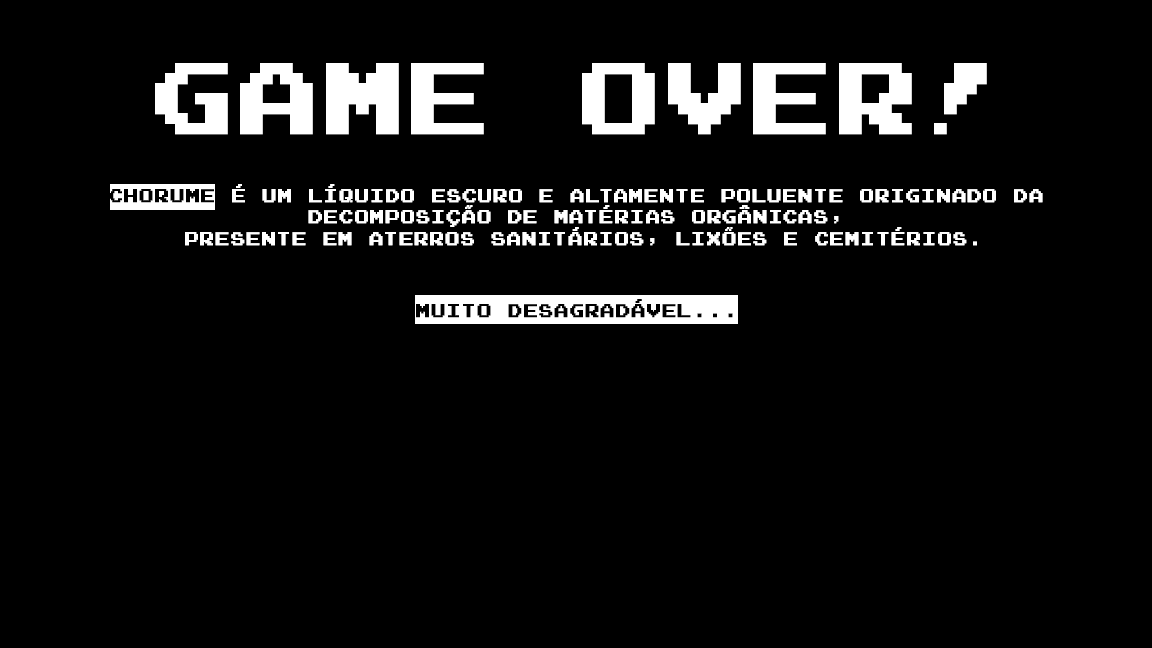 GAME OVER!
CHORUME É UM LÍQUIDO ESCURO E ALTAMENTE POLUENTE ORIGINADO DA
DECOMPOSIÇÃO DE MATÉRIAS ORGÂNICAS,
PRESENTE EM ATERROS SANITÁRIOS, LIXÕES E CEMITÉRIOS.
MUITO DESAGRADÁVEL...